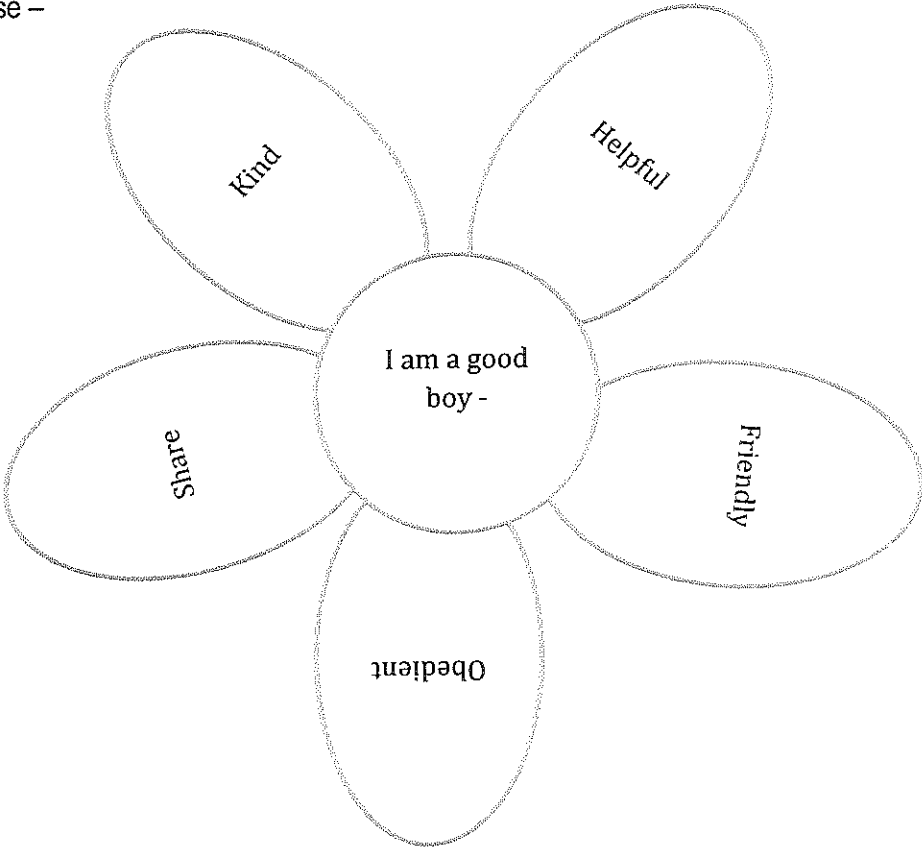 se –
Kind
Helpful
I am a good
boy -
Share
Friendly
Obedient